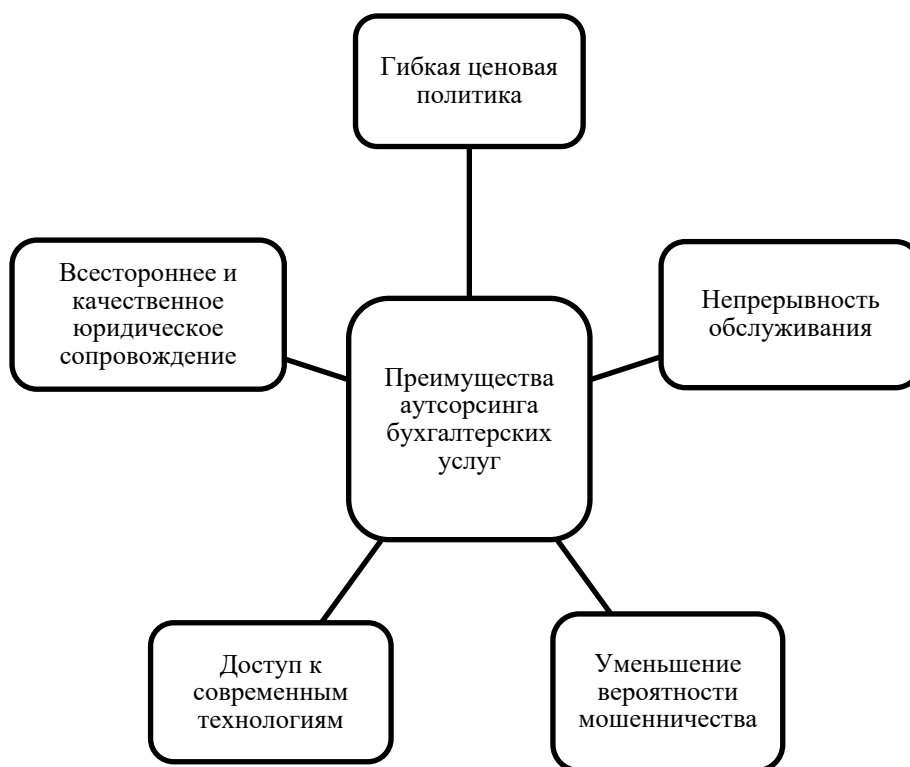 Гибкая ценовая
политика
Всестороннее и
качественное
юридическое
сопровождение
Непрерывность
обслуживания
Преимущества
аутсорсинга
бухгалтерских
услуг
Доступ к
современным
технологиям
Уменьшение
вероятности
мошенничества